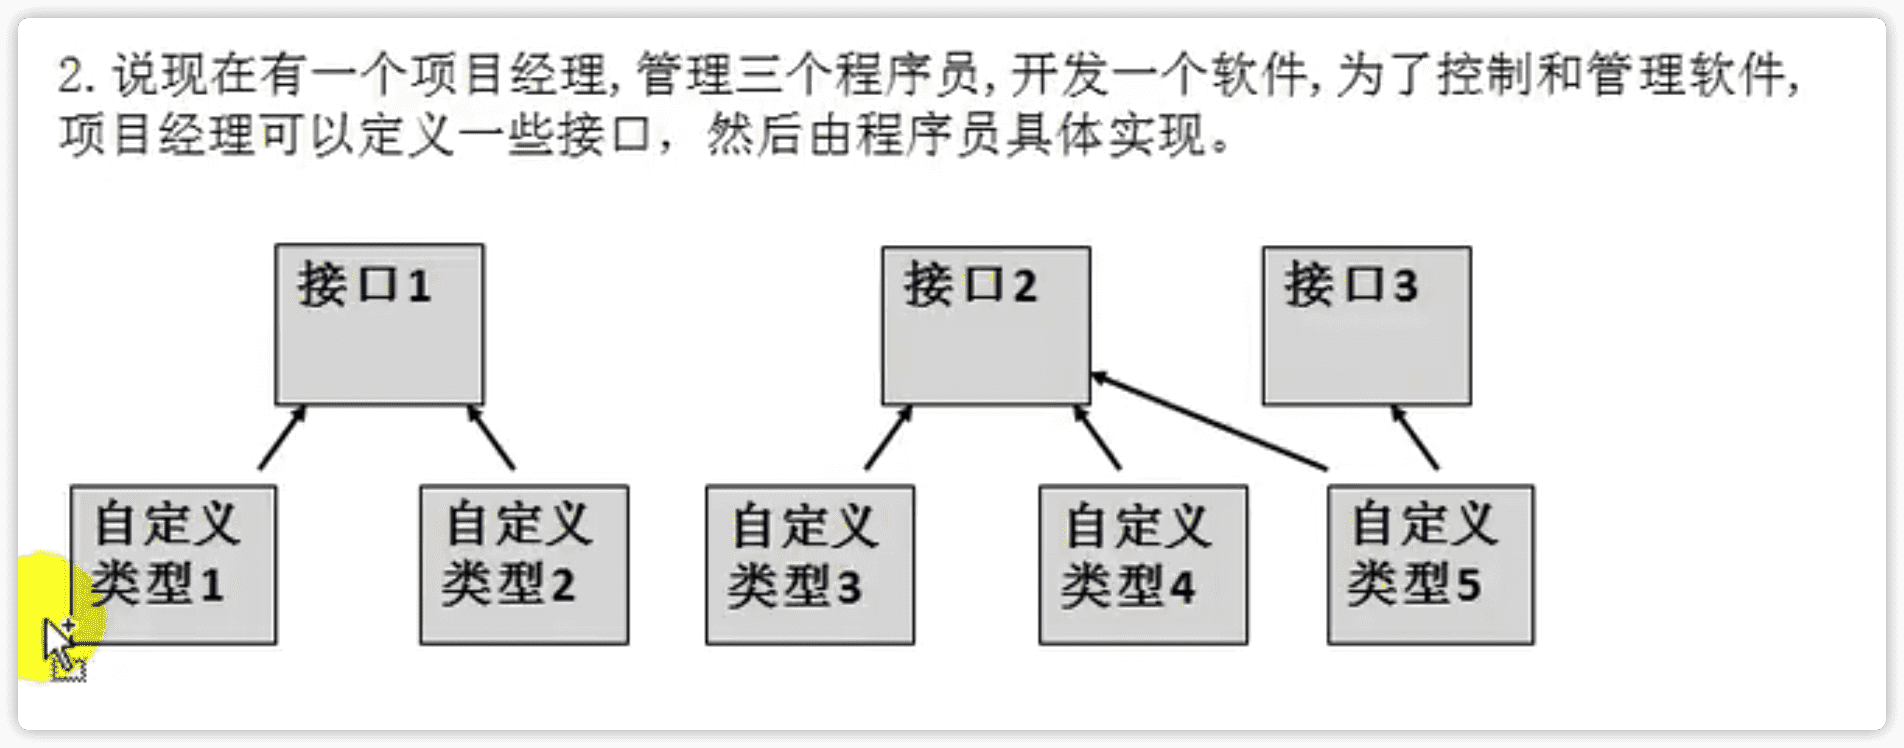 2. 说现在有一个项目经理, 管理三个程序员, 开发一个软件, 为了控制和管理软件,
项目经理可以定义一些接口，然后由程序员具体实现。
接口1
接口2
接口3
自定义
类型1
自定义
类型2
自定义
类型3
自定义
类型4
自定义
类型5